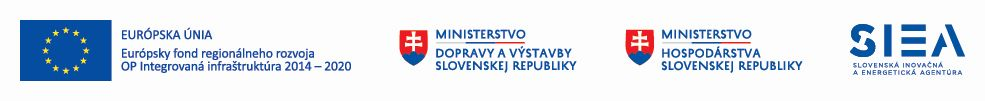 EURÓPSKA ÚNIA
Európsky fond regionálneho rozvoja
OP Integrovaná infraštruktúra 2014 – 2020
MINISTERSTVO
DOPRAVY A VÝSTAVBY
SLOVENSKEJ REPUBLIKY
MINISTERSTVO
HOSPODÁRSTVA
SLOVENSKEJ REPUBLIKY
SIEA
SLOVENSKÁ INOVAČNÁ
A ENERGETICKÁ AGENTÚRA